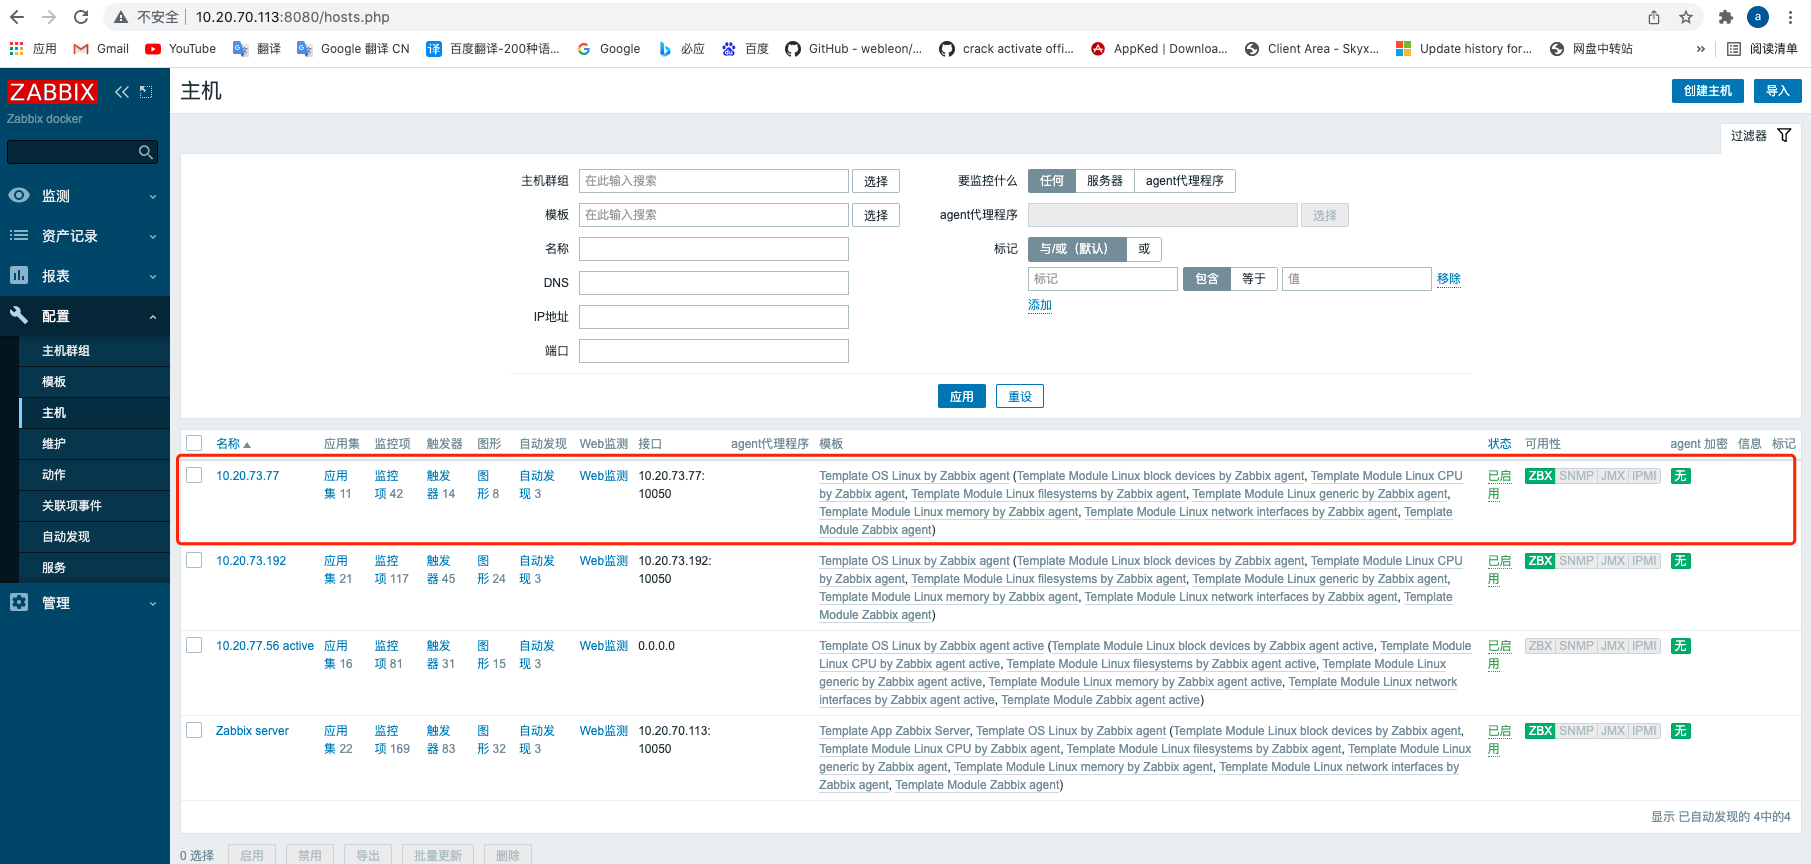 不安全 10.20.70.113:8080/hosts.php a
应用 Gmail YouTube 翻译 Google 翻译 CN 百度翻译-200种语... Google 必应 百度 GitHub - webleon/... crack activate offi... AppKed | Downloa... Client Area - Skyx... Update history for... 网盘中转站 » 阅读清单
ZABBIX
Zabbix docker
监测
资产记录
报表
配置
主机群组
模板
主机
维护
动作
关联项事件
自动发现
服务
管理
主机 创建主机 导入
过滤器
主机群组 在此输入搜索 选择 要监控什么 任何 服务器 agent代理程序
模板 在此输入搜索 选择 agent代理程序 选择
名称 标记 与/或（默认） 或
标记 包含 等于 值 移除
DNS
添加
IP地址
端口
应用 重设
名称 应用集 监控项 触发器 图形 自动发现 Web监测 接口 agent代理程序 模板 状态 可用性 agent 加密 信息 标记
10.20.73.77 应用 监控 触发 图 自动发 Web监测 10.20.73.77: Template OS Linux by Zabbix agent (Template Module Linux block devices by Zabbix agent, Template Module Linux CPU 已启 ZBX SNMP JMX IPMI 无
集 11 项 42 器 14 形 8 现 3 10050 by Zabbix agent, Template Module Linux filesystems by Zabbix agent, Template Module Linux generic by Zabbix agent, 用
Template Module Linux memory by Zabbix agent, Template Module Linux network interfaces by Zabbix agent, Template
Module Zabbix agent)
10.20.73.192 应用 监控 触发 图 自动发 Web监测 10.20.73.192: Template OS Linux by Zabbix agent (Template Module Linux block devices by Zabbix agent, Template Module Linux CPU 已启 ZBX SNMP JMX IPMI 无
集 21 项 117 器 45 形 24 现 3 10050 by Zabbix agent, Template Module Linux filesystems by Zabbix agent, Template Module Linux generic by Zabbix agent, 用
Template Module Linux memory by Zabbix agent, Template Module Linux network interfaces by Zabbix agent, Template
Module Zabbix agent)
10.20.77.56 active 应用 监控 触发 图 自动发 Web监测 0.0.0.0 Template OS Linux by Zabbix agent active (Template Module Linux block devices by Zabbix agent active, Template Module 已启 ZBX SNMP JMX IPMI 无
集 16 项 81 器 31 形 15 现 3 Linux CPU by Zabbix agent active, Template Module Linux filesystems by Zabbix agent active, Template Module Linux 用
generic by Zabbix agent active, Template Module Linux memory by Zabbix agent active, Template Module Linux network
interfaces by Zabbix agent active, Template Module Zabbix agent active)
Zabbix server 应用 监控 触发 图 自动发 Web监测 10.20.70.113: Template App Zabbix Server, Template OS Linux by Zabbix agent (Template Module Linux block devices by Zabbix agent, 已启 ZBX SNMP JMX IPMI 无
集 22 项 169 器 83 形 32 现 3 10050 Template Module Linux CPU by Zabbix agent, Template Module Linux filesystems by Zabbix agent, Template Module Linux 用
generic by Zabbix agent, Template Module Linux memory by Zabbix agent, Template Module Linux network interfaces by
Zabbix agent, Template Module Zabbix agent)
显示 已自动发现的 4中的4
0 选择 启用 禁用 导出 批量更新 删除